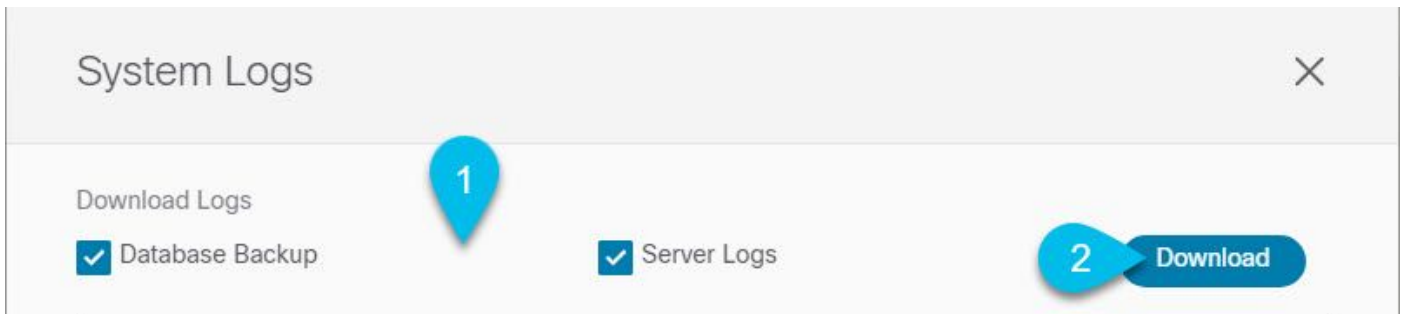 System Logs
1
Download Logs
Database Backup
Server Logs
2
Download